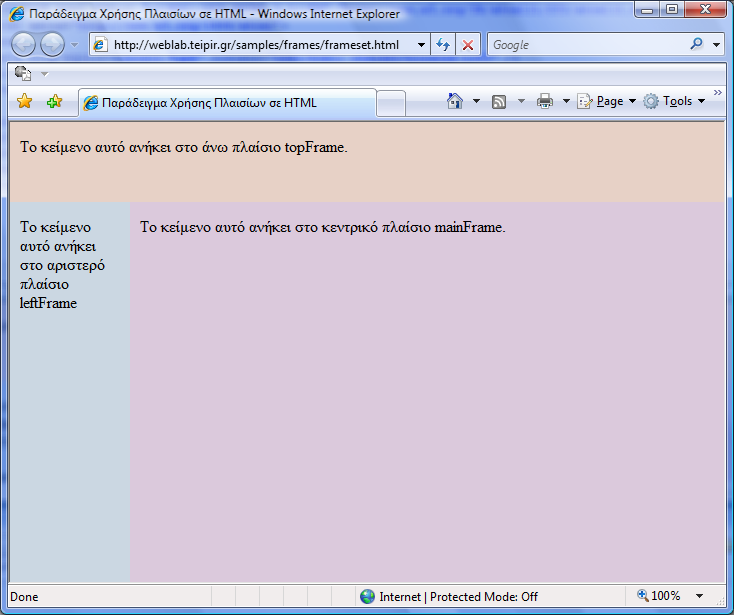 Παράδειγμα Χρήσης Πλαισίων σε HTML - Windows Internet Explorer
http://weblab.teipir.gr/samples/frames/frameset.html
Google
Παράδειγμα Χρήσης Πλαισίων σε HTML
Page
Tools
Το κείμενο αυτό ανήκει στο άνω πλαίσιο topFrame.
Το κείμενο
αυτό ανήκει
στο αριστερό
πλαίσιο
leftFrame
Το κείμενο αυτό ανήκει στο κεντρικό πλαίσιο mainFrame.
Done
Internet | Protected Mode: Off
100%